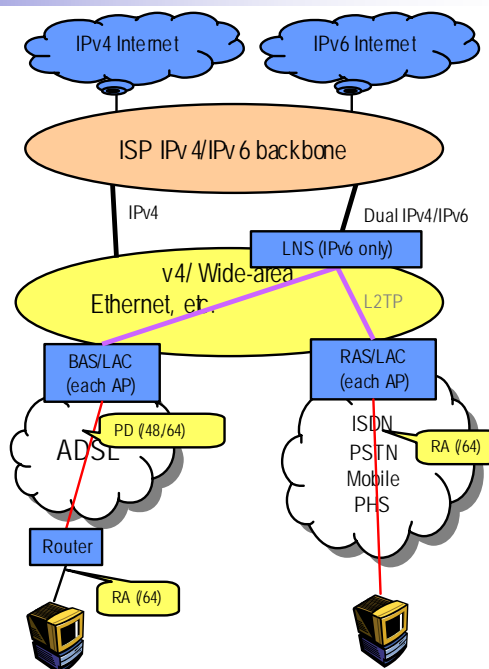 IPv4 Internet
IPv6 Internet
ISP IPv4/IPv6 backbone
IPv4
Dual IPv4/IPv6
LNS (IPv6 only)
v4/ Wide-area
Ethernet, etc.
L2TP
BAS/LAC
(each AP)
RAS/LAC
(each AP)
PD (/48/64)
ADSL
ISDN
PSTN
Mobile
PHS
RA (/64)
Router
RA (/64)